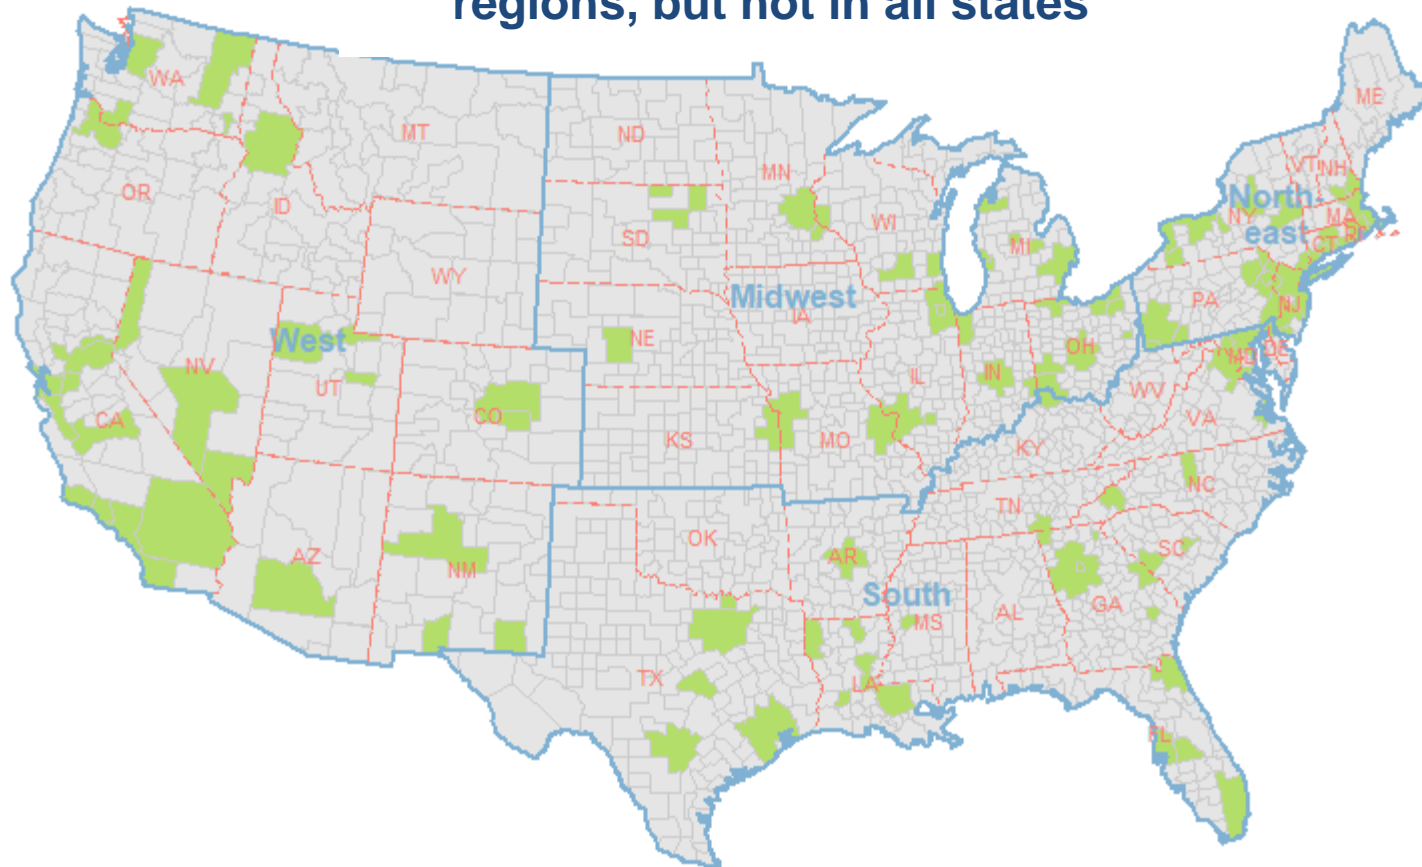 regions, but not in all states
WA
MT
ND
MN
ME
OR
ID
SD
WI
VT
NH
North-
east
NY
MA
CT
MI
WY
Midwest
IA
PA
NJ
West
NE
NV
UT
CO
CA
IL
IN
OH
MD
DE
WV
VA
KS
MO
KY
NC
TN
AZ
NM
OK
AR
SC
South
MS
AL
GA
TX
LA
FL